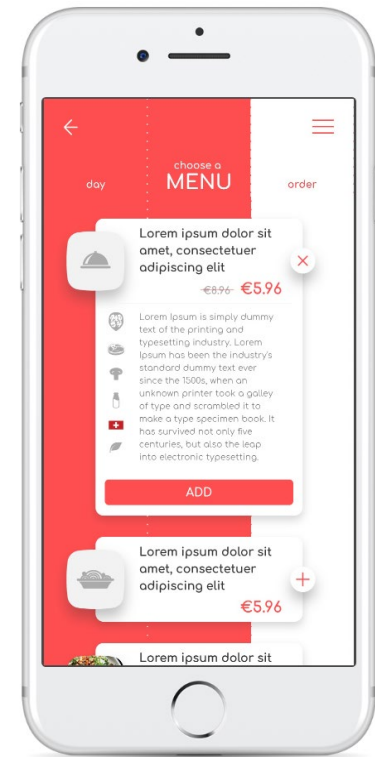 choose a
day MENU order
Lorem ipsum dolor sit
amet, consectetuer
adipiscing elit
€8.96 €5.96
Lorem Ipsum is simply dummy
text of the printing and
typesetting industry. Lorem
Ipsum has been the industry's
standard dummy text ever
since the 1500s, when an
unknown printer took a galley
of type and scrambled it to
make a type specimen book. It
has survived not only five
centuries, but also the leap
into electronic typesetting.
ADD
Lorem ipsum dolor sit
amet, consectetuer
adipiscing elit
€5.96
Lorem ipsum dolor sit